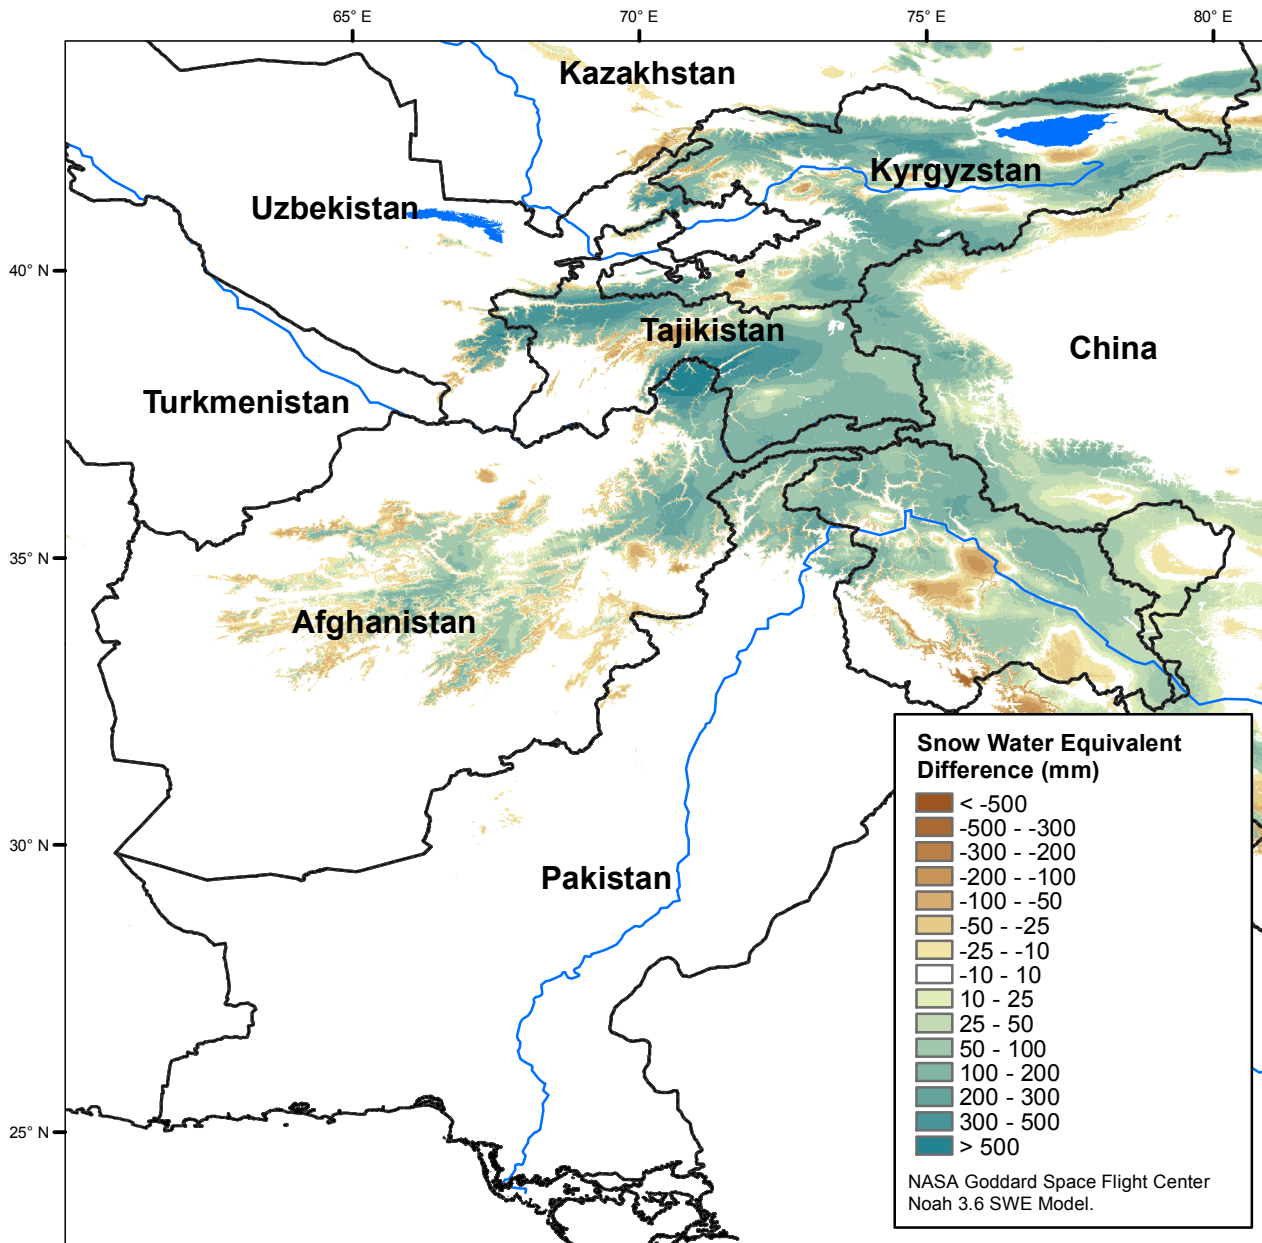 65° E
70° E
75° E
80° E
Kazakhstan
Kyrgyzstan
Uzbekistan
40° N
Tajikistan
China
Turkmenistan
35° N
Afghanistan
30° N
Pakistan
25° N
Snow Water Equivalent
Difference (mm)
< -500
-500 - -300
-300 - -200
-200 - -100
-100 - -50
-50 - -25
-25 - -10
-10 - 10
10 - 25
25 - 50
50 - 100
100 - 200
200 - 300
300 - 500
> 500
NASA Goddard Space Flight Center
Noah 3.6 SWE Model.